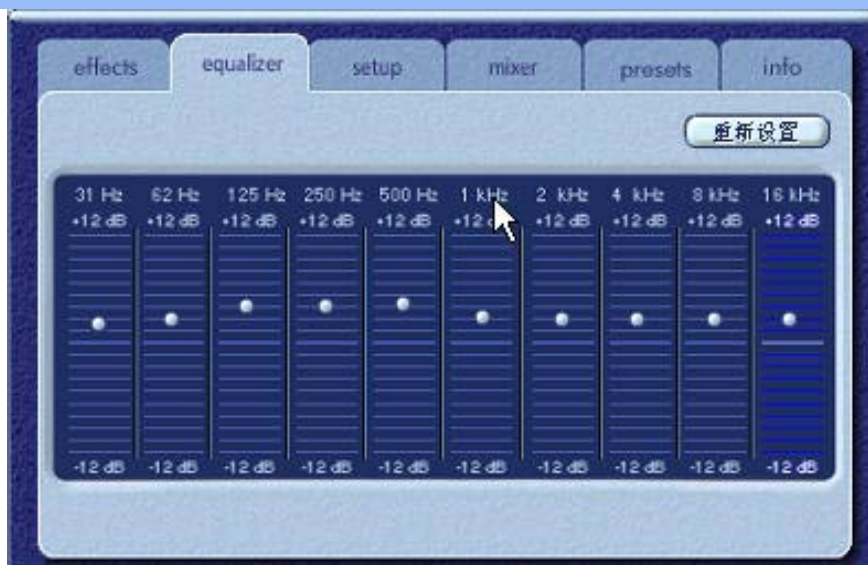 effects equalizer setup mixer presets info
重新设置
31 Hz 62 Hz 125 Hz 250 Hz 500 Hz 1 kHz 2 kHz 4 kHz 8 kHz 16 kHz
+12 dB +12 dB +12 dB +12 dB +12 dB +12 dB +12 dB +12 dB +12 dB
-12 dB -12 dB -12 dB -12 dB -12 dB -12 dB -12 dB -12 dB -12 dB -12 dB